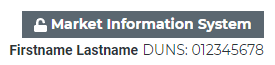 Market Information System
Firstname Lastname DUNS: 012345678